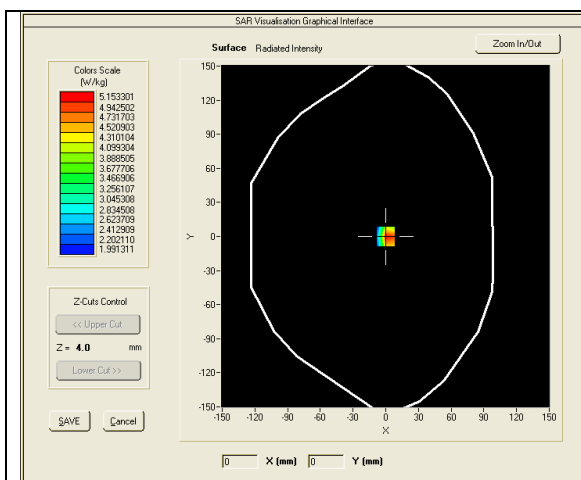 SAR Visualisation Graphical Interface
Surface Radiated Intensity
Zoom In/Out
Colors Scale
(W/kg)
5.153301
4.942502
4.731703
4.520903
4.310104
4.099304
3.888505
3.677706
3.466906
3.256107
3.045308
2.834508
2.623709
2.412909
2.202110
1.991311
Z-Cuts Control
<< Upper Cut
Z = 4.0 mm
Lower Cut >>
SAVE Cancel
150
120
90
60
30
0
-30
-60
-90
-120
-150
Y
-150 -120 -90 -60 -30 0 30 60 90 120 150
X
0 X (mm) 0 Y (mm)